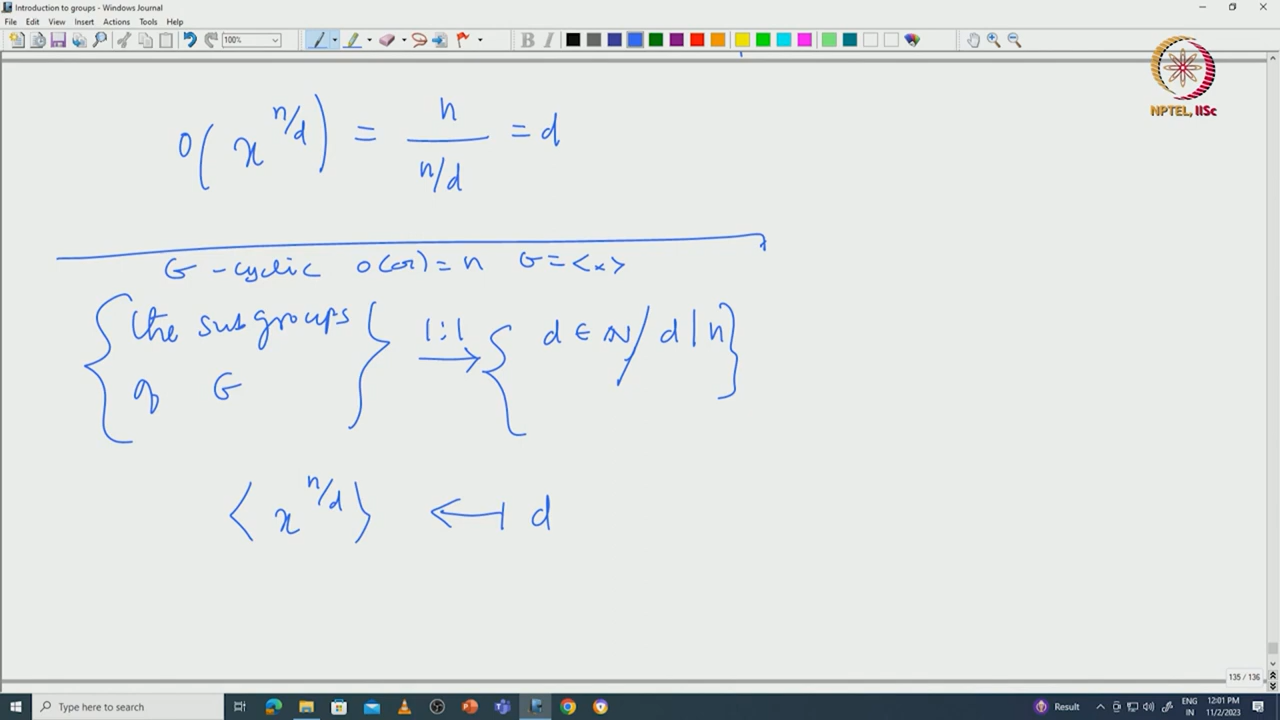 Introduction to groups - Windows Journal
File Edit View Insert Actions Tools Help
100%
B I
NPTEL, IISc
O(x^{n/d}) = n / (n/d) = d
G - cyclic O(G) = n G = <x>
{ the subgroups of G } 1:1 → { d ∈ ℕ / d | n }
⟨x^{n/d}⟩ ↤ d
135 / 136
Type here to search
Result
ENG
IN
12:01 PM
11/2/2023